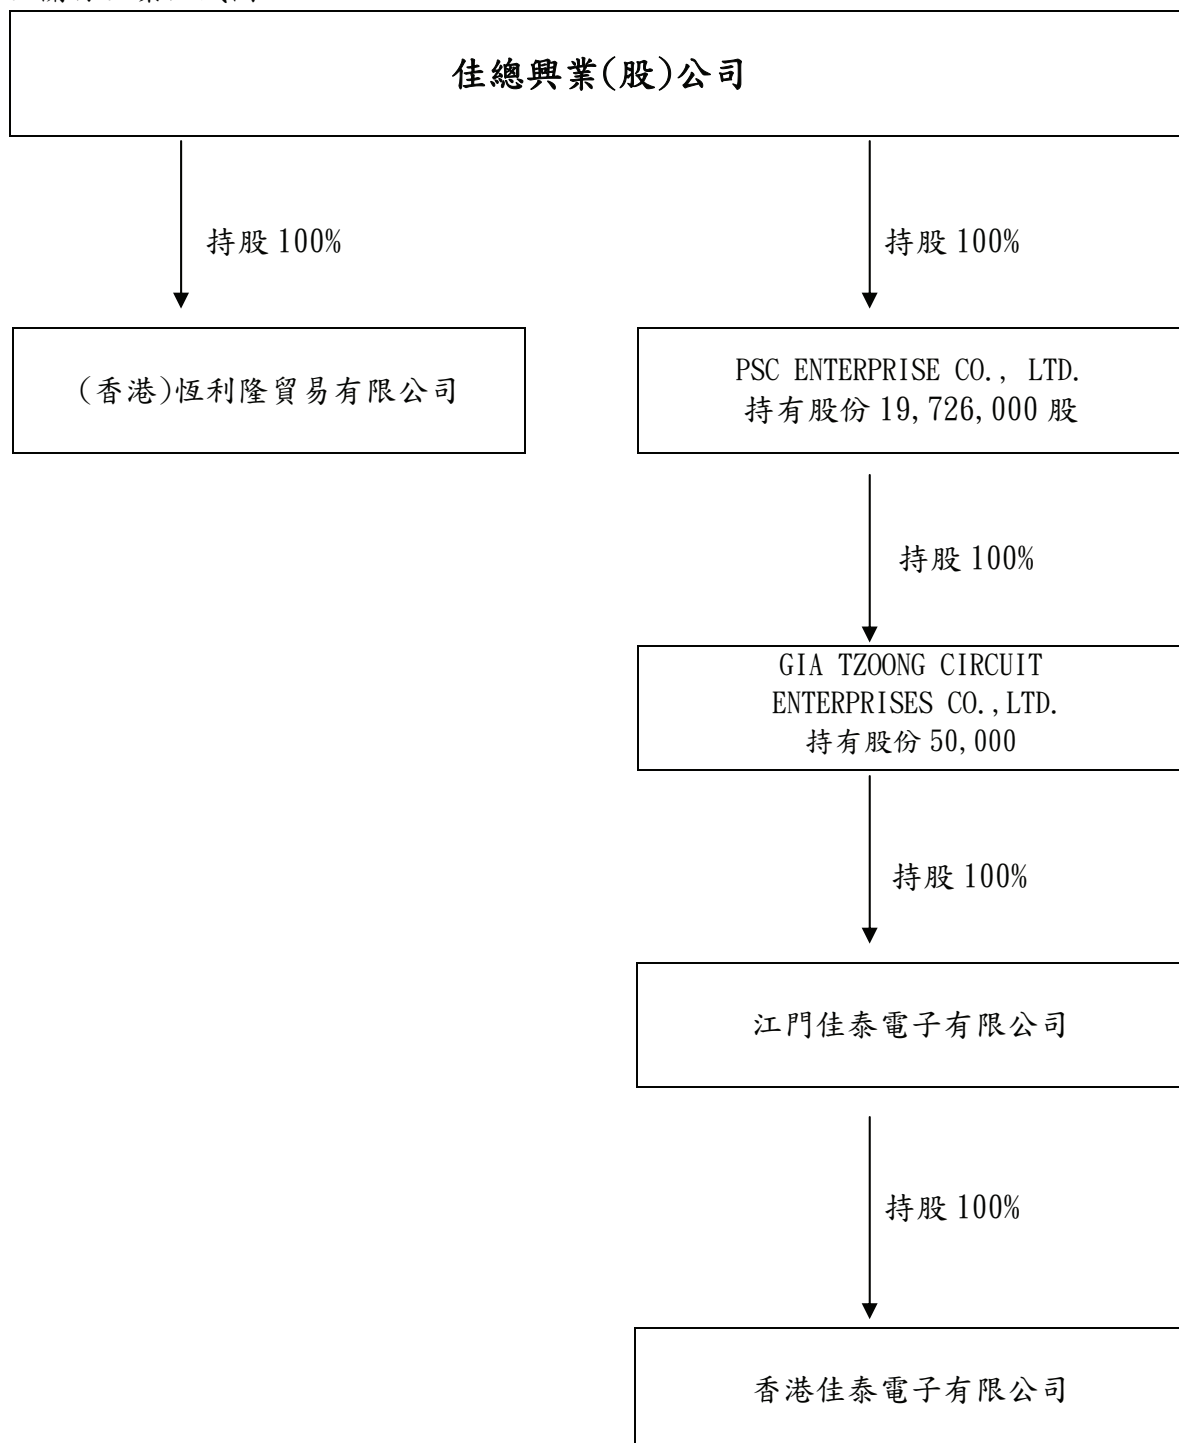 佳總興業(股)公司
持股 100%
持股 100%
(香港)恆利隆貿易有限公司
PSC ENTERPRISE CO., LTD.
持有股份 19,726,000 股
持股 100%
GIA TZOONG CIRCUIT
ENTERPRISES CO.,LTD.
持有股份 50,000
持股 100%
江門佳泰電子有限公司
持股 100%
香港佳泰電子有限公司